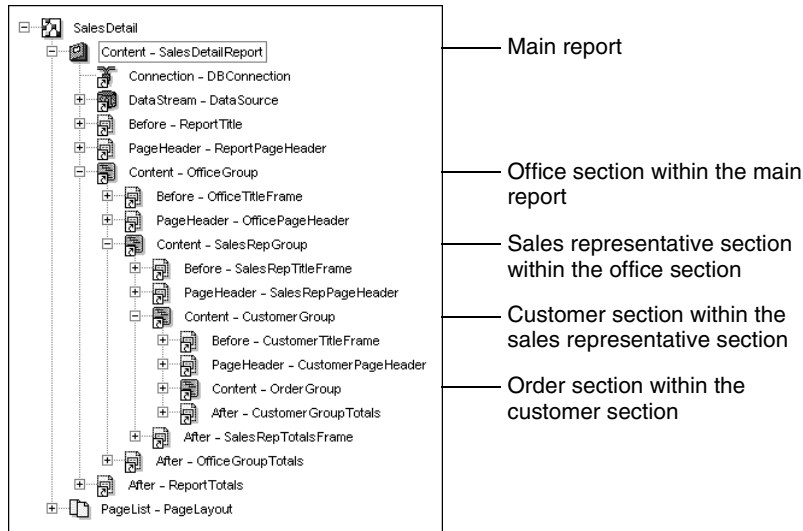 SalesDetail
Content – SalesDetailReport
Main report
Connection – DBConnection
DataStream – DataSource
Before – ReportTitle
PageHeader – ReportPageHeader
Content – OfficeGroup
Office section within the main
report
Before – OfficeTitleFrame
PageHeader – OfficePageHeader
Content – SalesRepGroup
Sales representative section
within the office section
Before – SalesRepTitleFrame
PageHeader – SalesRepPageHeader
Content – CustomerGroup
Customer section within the
sales representative section
Before – CustomerTitleFrame
PageHeader – CustomerPageHeader
Content – OrderGroup
Order section within the
customer section
After – CustomerGroupTotals
After – SalesRepTotalsFrame
After – OfficeGroupTotals
After – ReportTotals
PageList – PageLayout